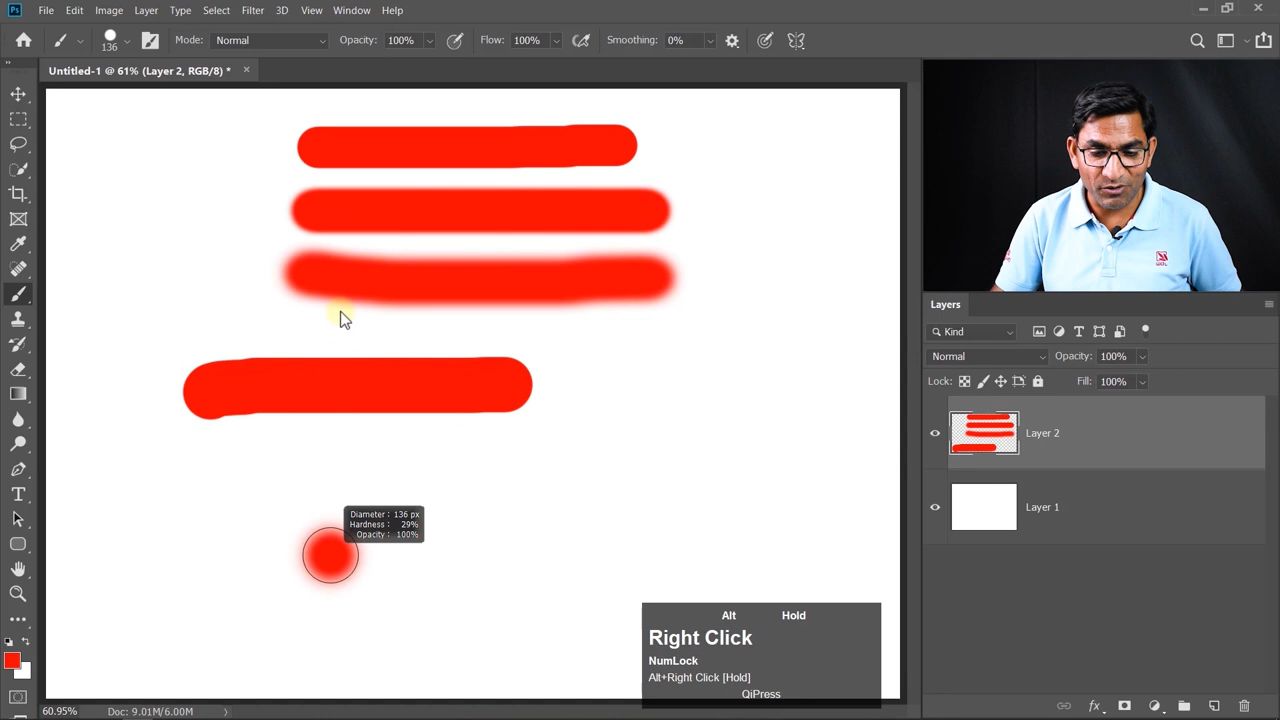 Ps File Edit Image Layer Type Select Filter 3D View Window Help
136 Mode: Normal Opacity: 100% Flow: 100% Smoothing: 0%
Untitled-1 @ 61% (Layer 2, RGB/8) * ×
Layers
Kind
Normal Opacity: 100%
Lock: Fill: 100%
Layer 2
Layer 1
Diameter: 136 px
Hardness: 29%
Opacity: 100%
Alt Hold
Right Click
NumLock
Alt+Right Click [Hold]
QiPress
60.95% Doc: 9.01M/6.00M
fx